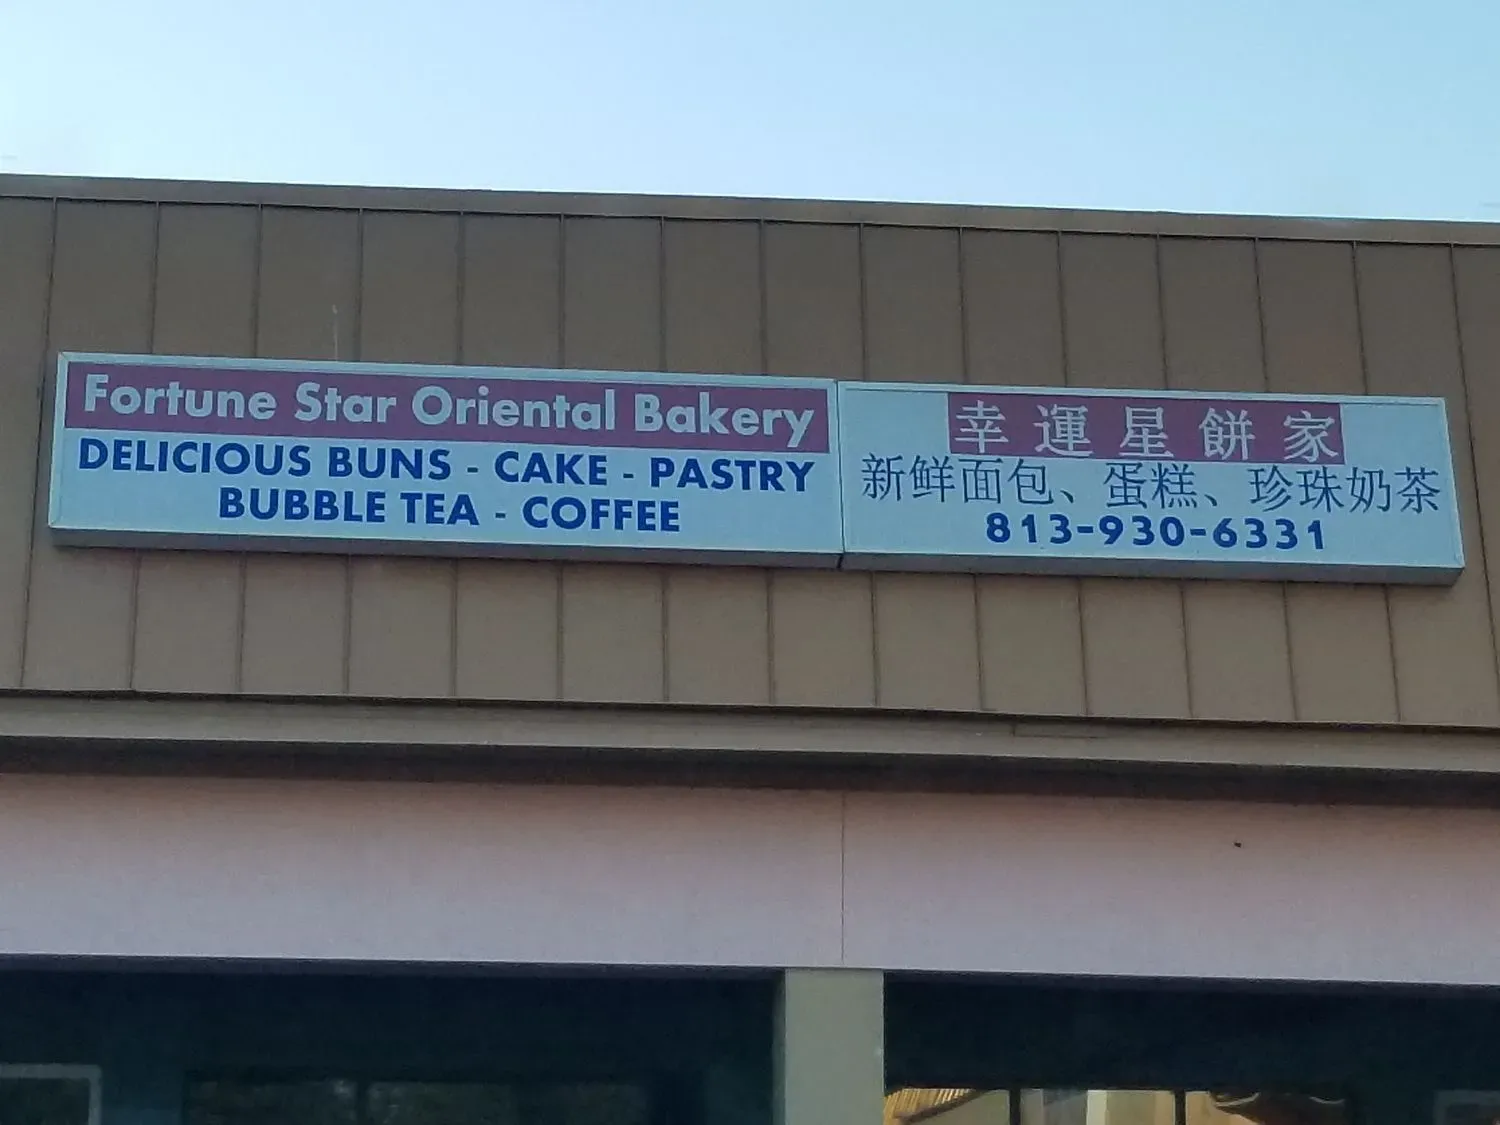 Fortune Star Oriental Bakery
DELICIOUS BUNS - CAKE - PASTRY
BUBBLE TEA - COFFEE
幸運星餅家
新鲜面包、蛋糕、珍珠奶茶
813-930-6331